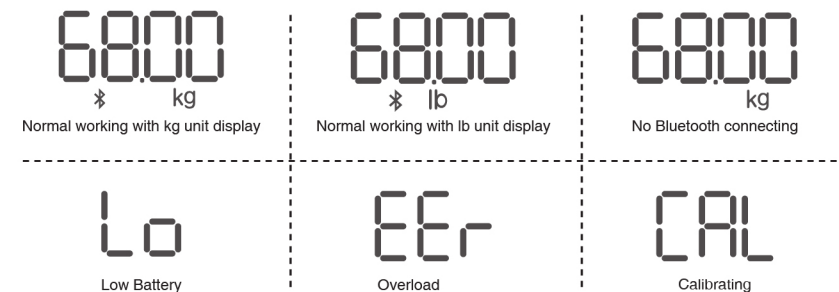 68.00 68.00 68.00
kg lb kg
Normal working with kg unit display Normal working with lb unit display No Bluetooth connecting
Lo EEr CAL
Low Battery Overload Calibrating